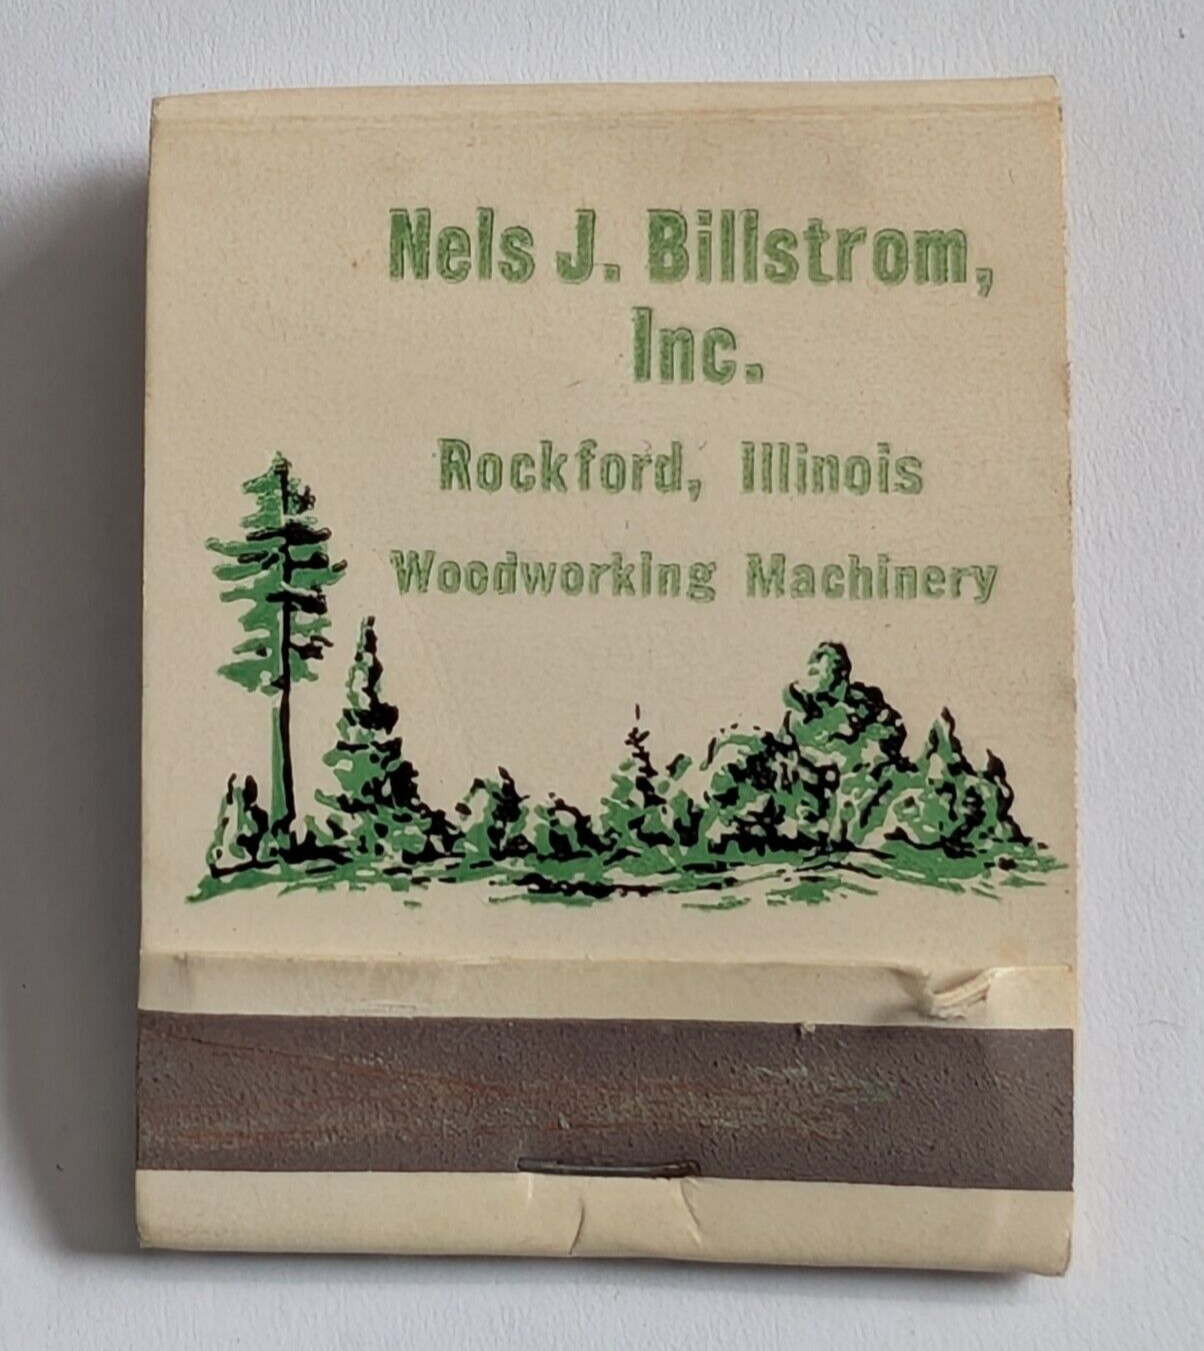 Nels J. Billstrom,
Inc.
Rockford, Illinois
Woodworking Machinery